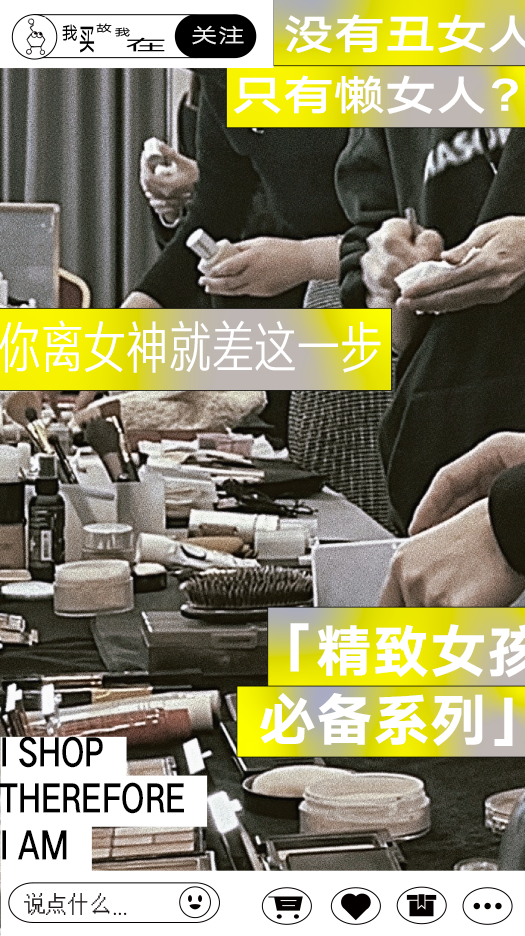 我买故我在
关注
没有丑女人
只有懒女人?
你离女神就差这一步
「精致女孩
必备系列」
I SHOP
THEREFORE
I AM
说点什么...